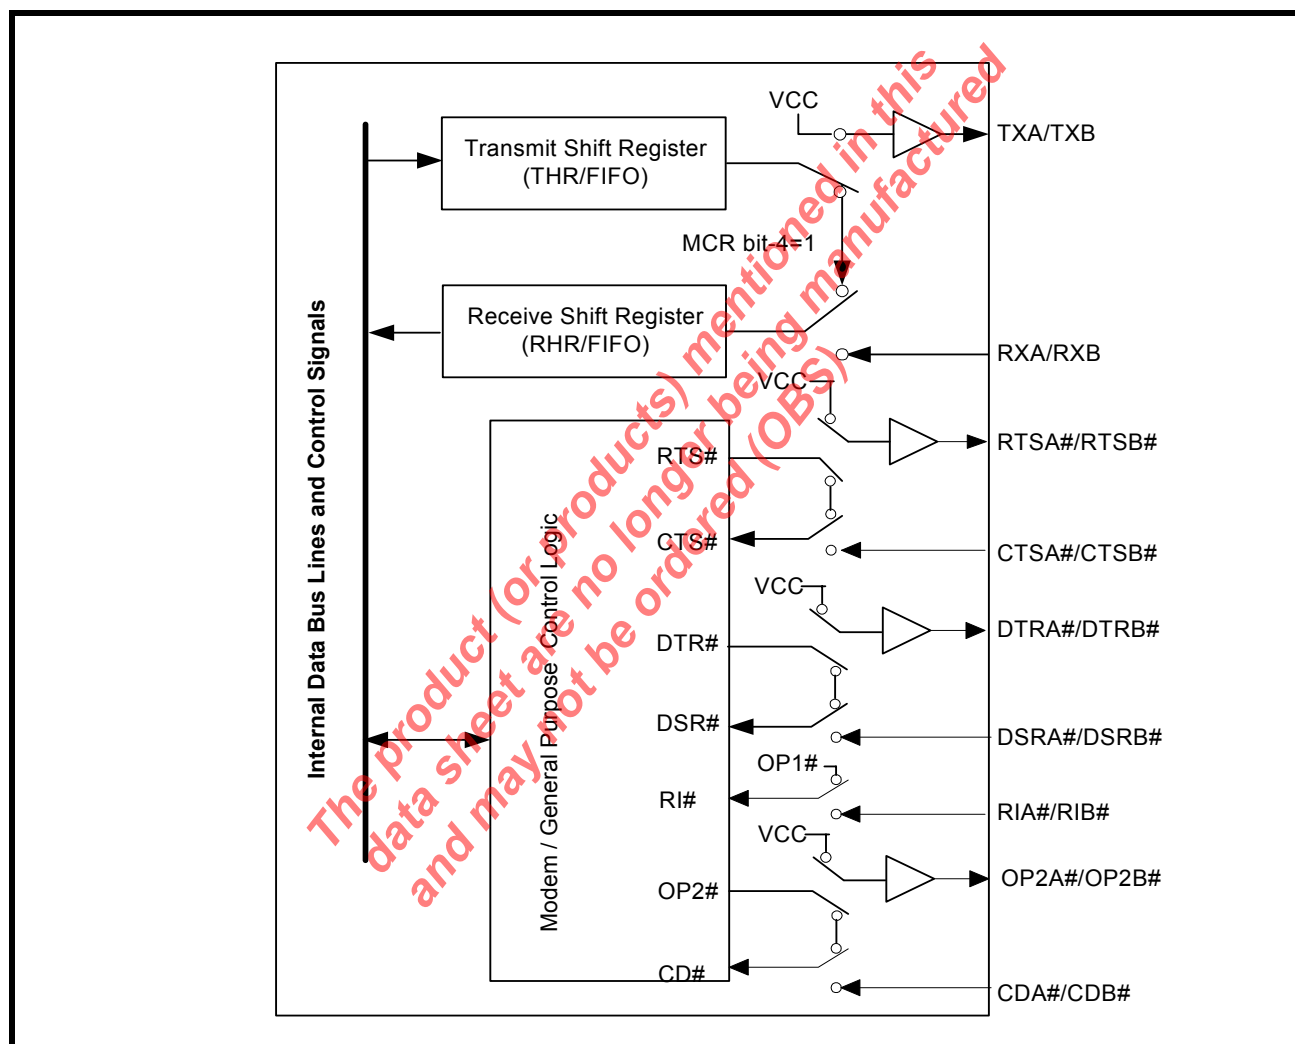 VCC
TXA/TXB
Transmit Shift Register
(THR/FIFO)
MCR bit-4=1
Receive Shift Register
(RHR/FIFO)
RXA/RXB
VCC
RTSA#/RTSB#
RTS#
CTS#
CTSA#/CTSB#
VCC
DTRA#/DTRB#
DTR#
DSR#
DSRA#/DSRB#
OP1#
RI#
RIA#/RIB#
VCC
OP2#
OP2A#/OP2B#
CD#
CDA#/CDB#
Internal Data Bus Lines and Control Signals
Modem / General Purpose Control Logic
The product (or products) mentioned in this
data sheet are no longer being manufactured
and may not be ordered (OBS)